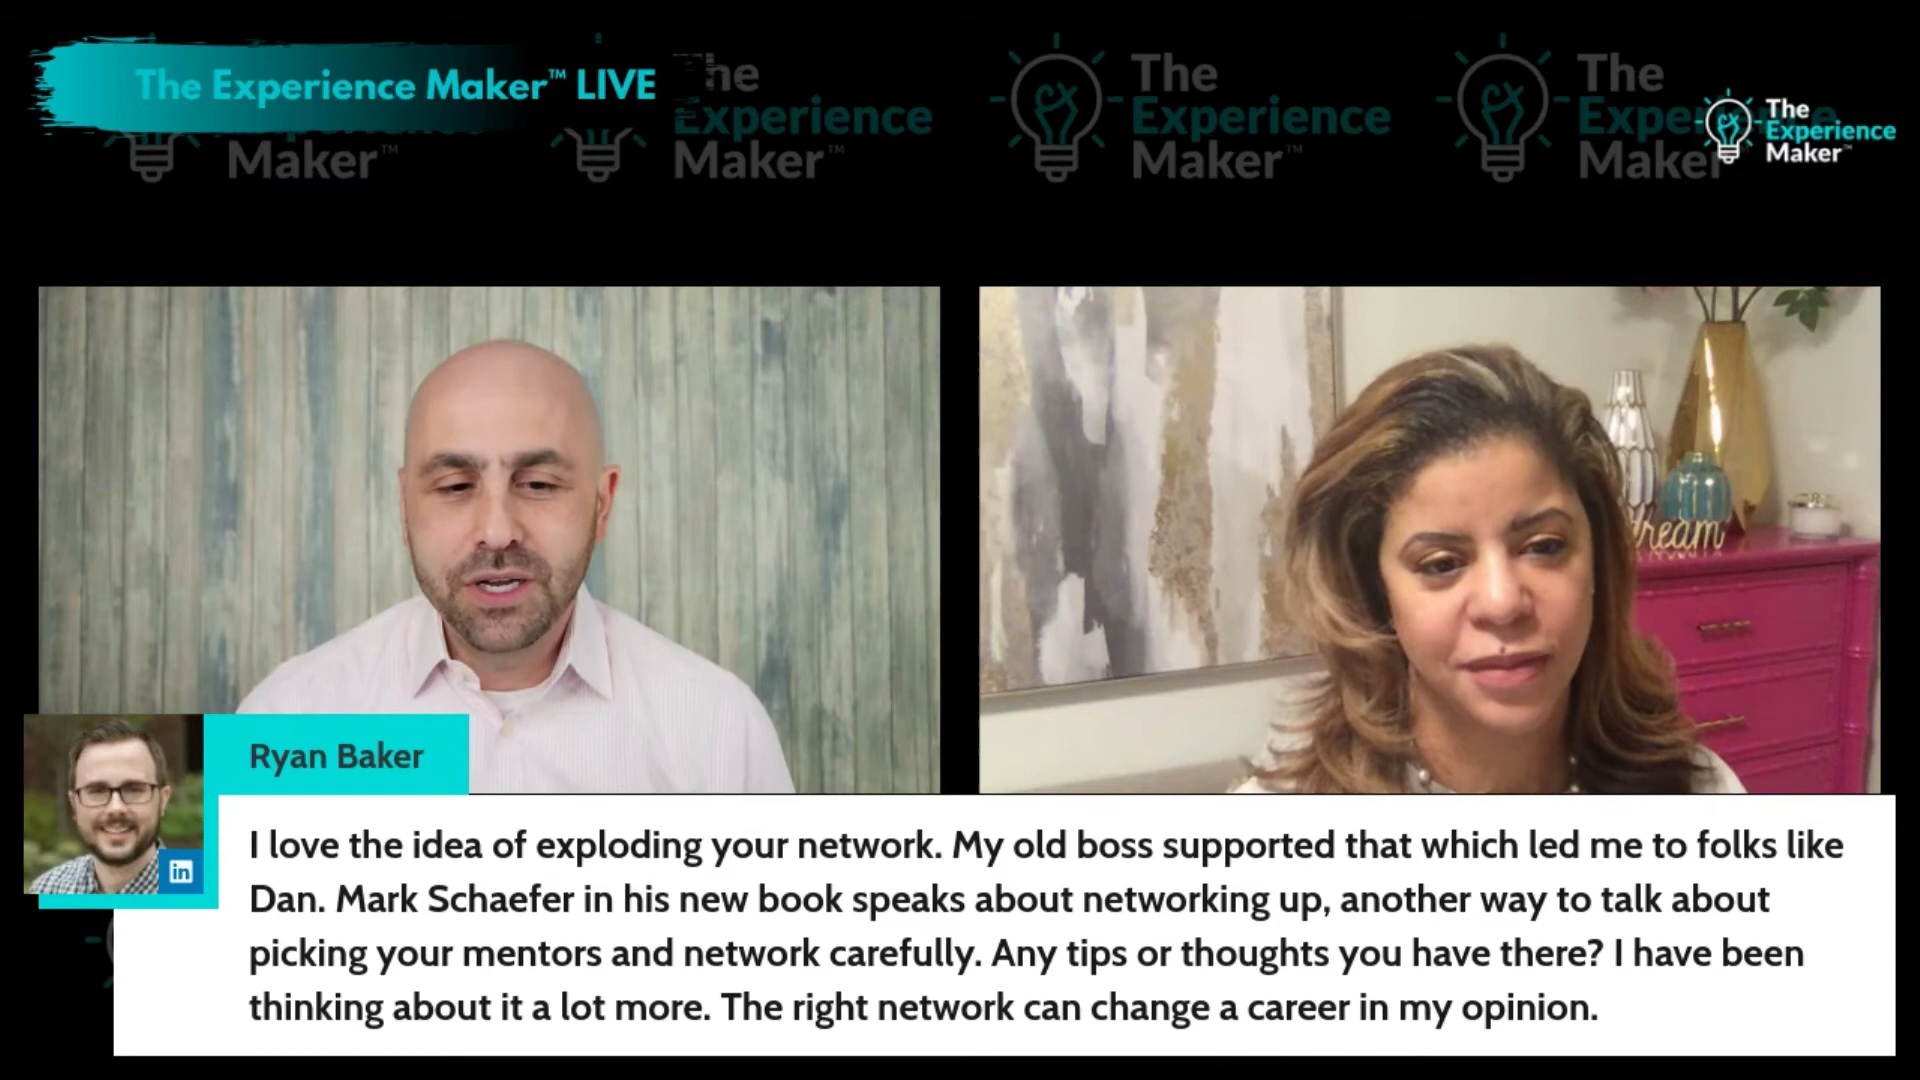 The Experience Maker™ LIVE
Maker™
he
Experience
Maker™
The
Experience
Maker™
The
Maker
The
Experience
Maker™
dream
Ryan Baker
in
I love the idea of exploding your network. My old boss supported that which led me to folks like
Dan. Mark Schaefer in his new book speaks about networking up, another way to talk about
picking your mentors and network carefully. Any tips or thoughts you have there? I have been
thinking about it a lot more. The right network can change a career in my opinion.